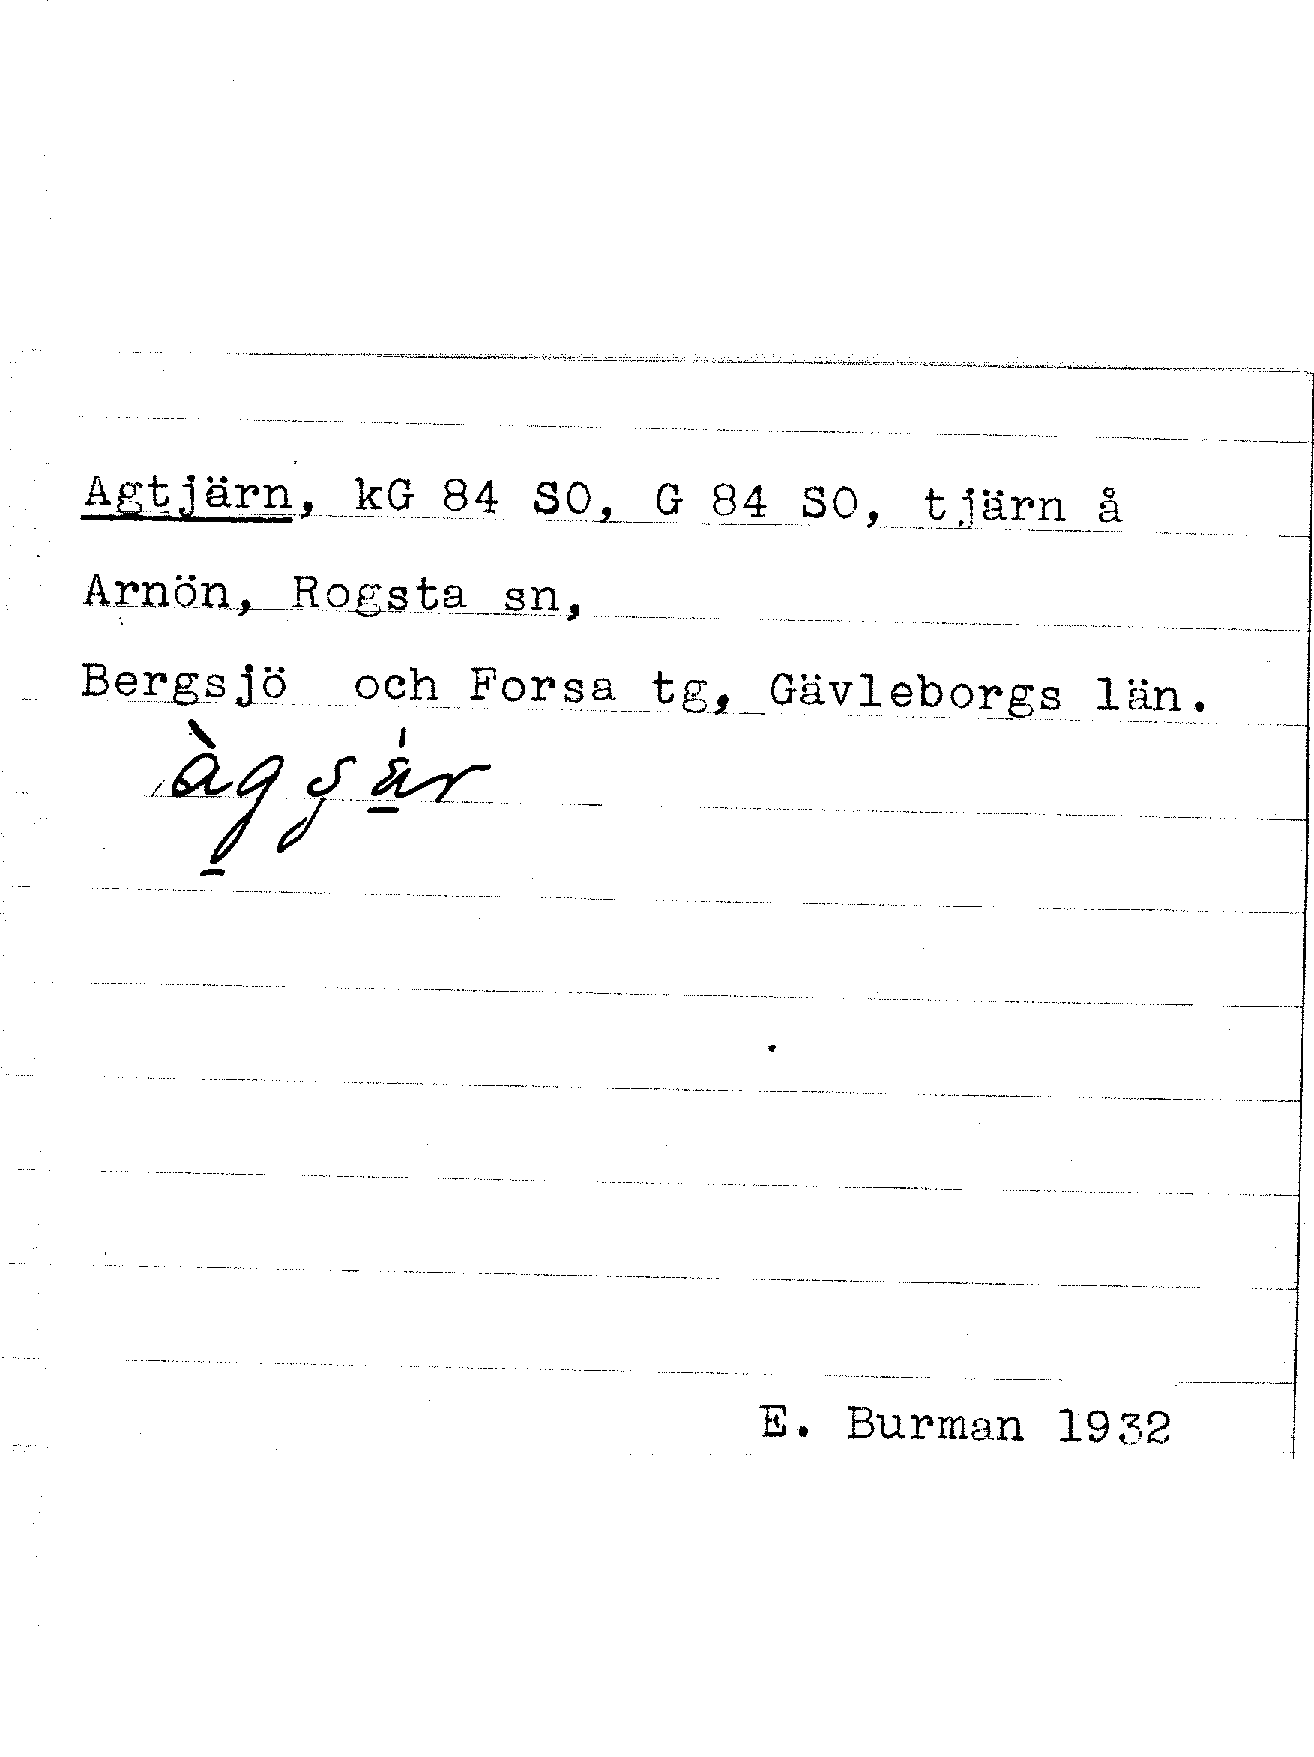 Agtjärn, kG 84 SO, G 84 SO, tjärn å
Arnön, Rogsta sn,
Bergsjö och Forsa tg, Gävleborgs län.
E. Burman 1932